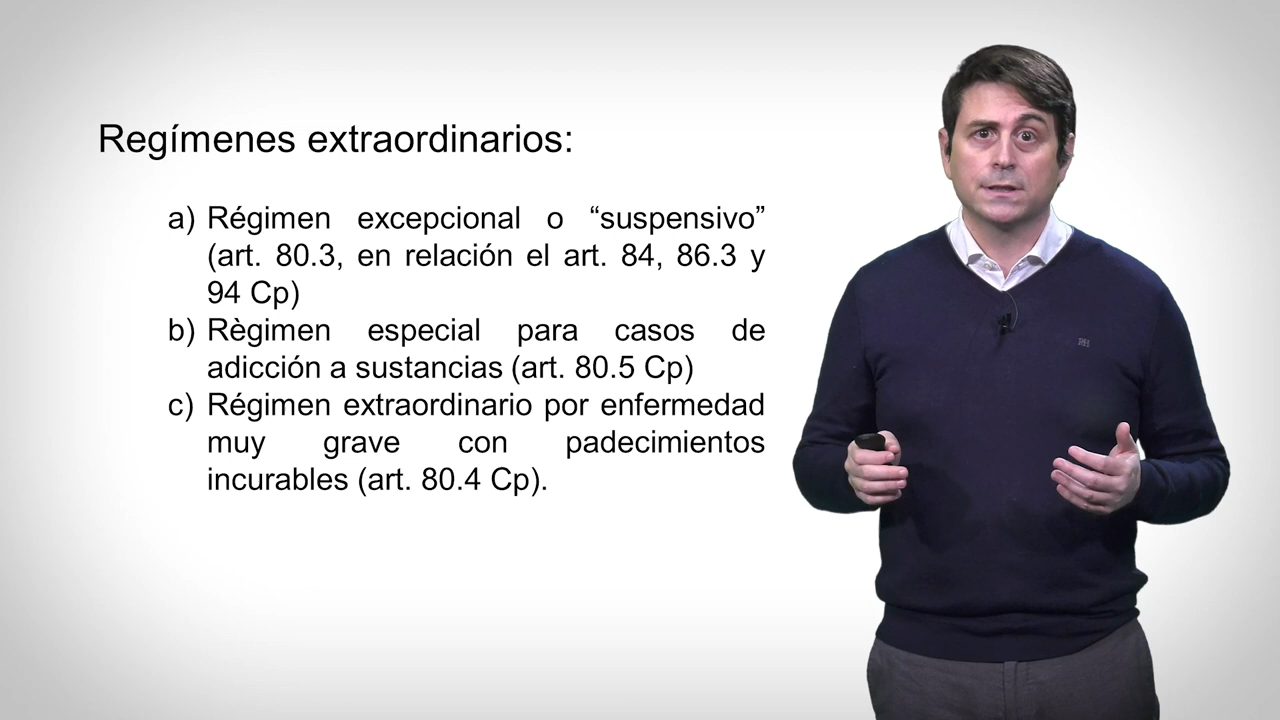 Regímenes extraordinarios:
a) Régimen excepcional o “suspensivo”
(art. 80.3, en relación el art. 84, 86.3 y
94 Cp)
b) Règimen especial para casos de
adicción a sustancias (art. 80.5 Cp)
c) Régimen extraordinario por enfermedad
muy grave con padecimientos
incurables (art. 80.4 Cp).